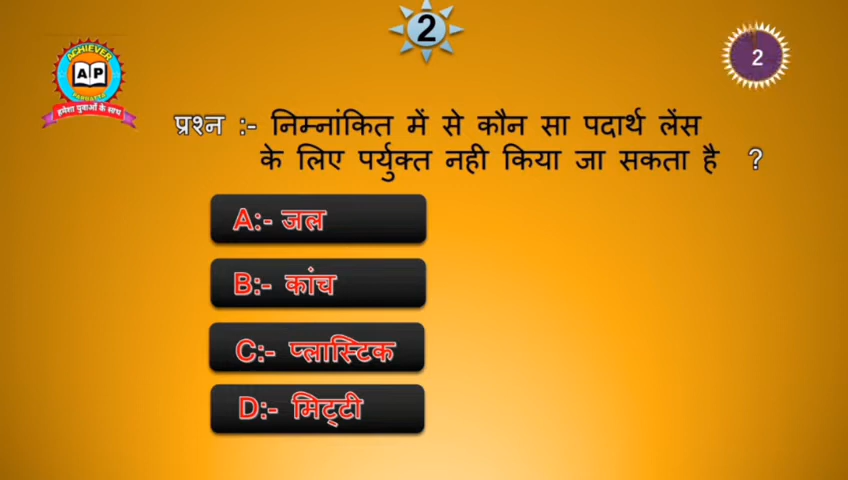 2
ACHIEVER
2
AP
हमेशा युवाओं के साथ
प्रश्न :- निम्नांकित में से कौन सा पदार्थ लेंस
के लिए पर्युक्त नही किया जा सकता है ?
A:- जल
B:- कांच
C:- प्लास्टिक
D:- मिट्टी